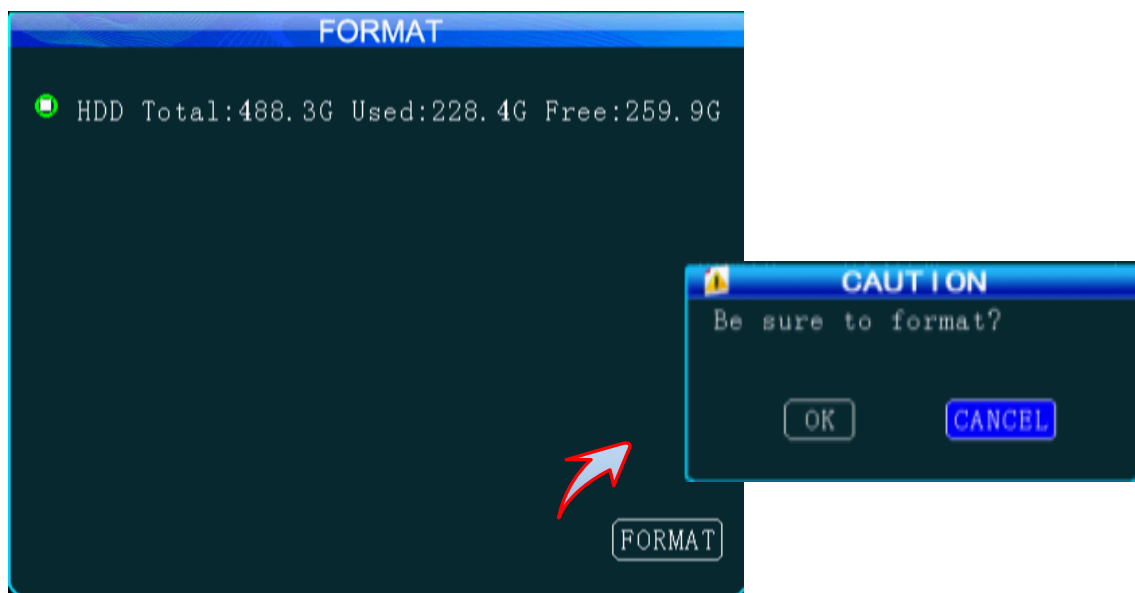 FORMAT
HDD Total:488.3G Used:228.4G Free:259.9G
CAUTION
Be sure to format?
OK CANCEL
FORMAT